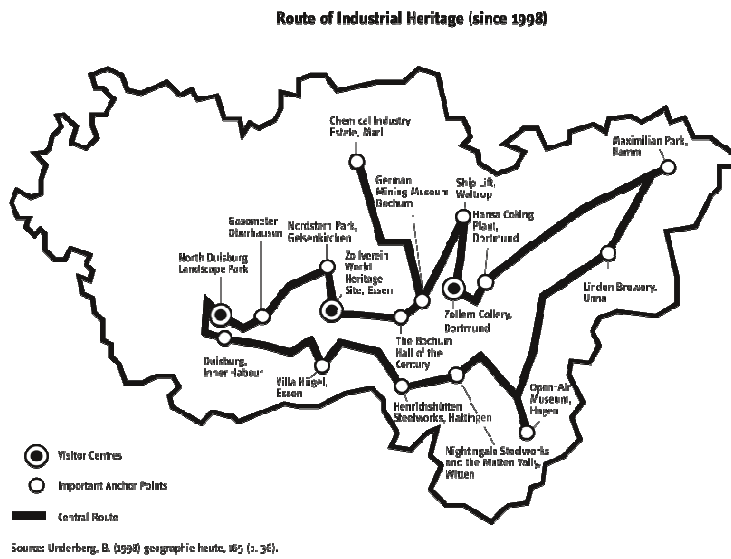 Route of Industrial Heritage (since 1998)
Chemical Industry
Estate, Marl
Maximilian Park,
Hamm
German
Mining Museum
Bochum
Ship Lift,
Waltrop
Hansa Coking
Plant,
Dortmund
Gasometer
Oberhausen
Nordstern Park,
Gelsenkirchen
North Duisburg
Landscape Park
Zollverein
World
Heritage
Site, Essen
Linden Brewery,
Unna
Zollern Colliery,
Dortmund
The Bochum
Hall of the
Century
Duisburg,
Inner Habour
Villa Hügel,
Essen
Henrichshütten
Steelworks, Hattingen
Open-Air
Museum,
Hagen
Nightingale Steelworks
and the Mutten Vally,
Witten
Visitor Centres
Important Anchor Points
Central Route
Source: Underberg, B. (1998) geographie heute, 165 (p. 36).